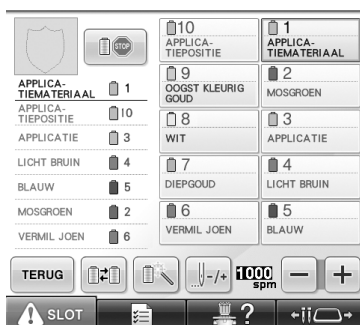 STOP
APPLICA-
TIEMATERIAAL 1
APPLICA-
TIEPOSITIE 10
APPLICATIE 3
LICHT BRUIN 4
BLAUW 5
MOSGROEN 2
VERMIL JOEN 6
10
APPLICA-
TIEPOSITIE
1
APPLICA-
TIEMATERIAAL
9
OOGST KLEURIG
GOUD
2
MOSGROEN
8
WIT
3
APPLICATIE
7
DIEPGOUD
4
LICHT BRUIN
6
VERMIL JOEN
5
BLAUW
TERUG
-/+
1000
spm
− +
SLOT
?